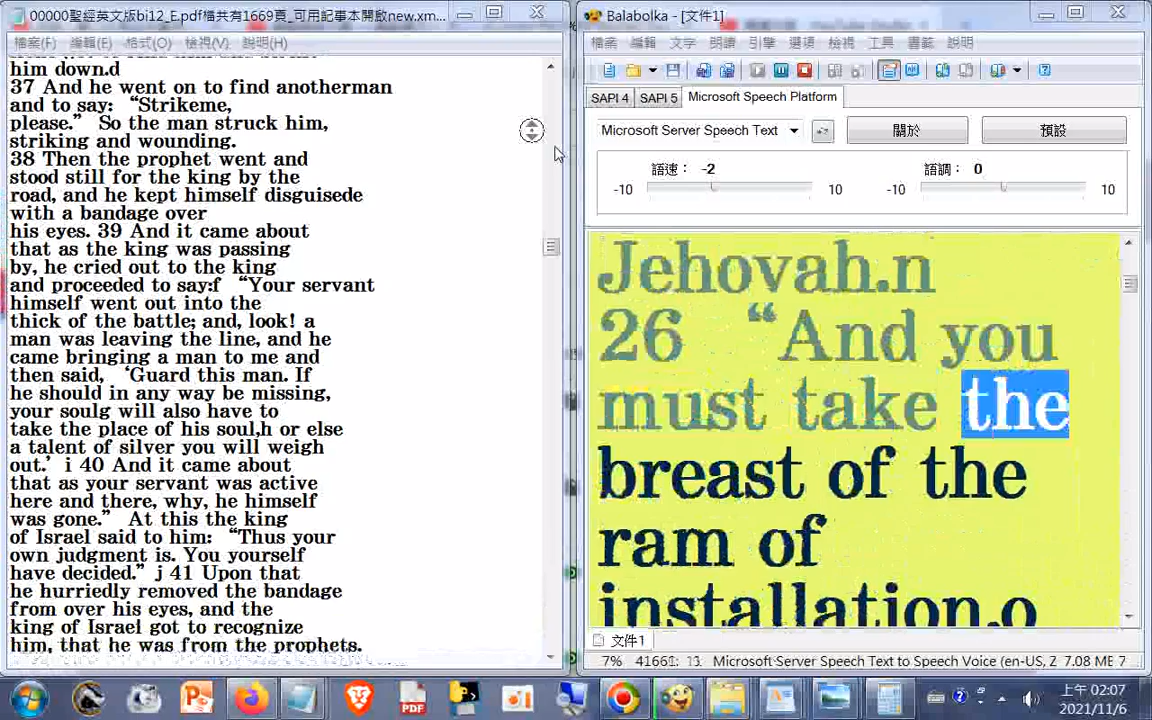 00000聖經英文版bi12_E.pdf檔共有1669頁_可用記事本開啟new.xm...
檔案(F) 編輯(E) 格式(O) 檢視(V) 說明(H)
him down.d
37 And he went on to find anotherman
and to say: “Strikeme,
please.” So the man struck him,
striking and wounding.
38 Then the prophet went and
stood still for the king by the
road, and he kept himself disguisede
with a bandage over
his eyes. 39 And it came about
that as the king was passing
by, he cried out to the king
and proceeded to say:f “Your servant
himself went out into the
thick of the battle; and, look! a
man was leaving the line, and he
came bringing a man to me and
then said, ‘Guard this man. If
he should in any way be missing,
your soulg will also have to
take the place of his soul,h or else
a talent of silver you will weigh
out.’ i 40 And it came about
that as your servant was active
here and there, why, he himself
was gone.” At this the king
of Israel said to him: “Thus your
own judgment is. You yourself
have decided.” j 41 Upon that
he hurriedly removed the bandage
from over his eyes, and the
king of Israel got to recognize
him, that he was from the prophets.
Balabolka - [文件1]
檔案 編輯 文字 朗讀 引擎 選項 檢視 工具 書籤 說明
SAPI 4 SAPI 5 Microsoft Speech Platform
Microsoft Server Speech Text 關於 預設
語速： -2 語調： 0
-10 10 -10 10
Jehovah.n
26 “And you
must take the
breast of the
ram of
installation,o
文件1
7% 41661: 13 Microsoft Server Speech Text to Speech Voice (en-US, Z 7.08 MB 7
上午 02:07
2021/11/6